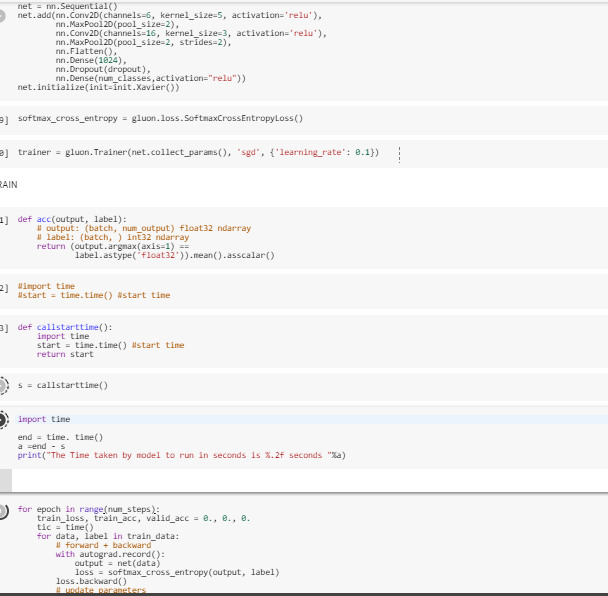 net = nn.Sequential()
net.add(nn.Conv2D(channels=6, kernel_size=5, activation='relu'),
nn.MaxPool2D(pool_size=2),
nn.Conv2D(channels=16, kernel_size=3, activation='relu'),
nn.MaxPool2D(pool_size=2, strides=2),
nn.Flatten(),
nn.Dense(1024),
nn.Dropout(dropout),
nn.Dense(num_classes,activation="relu"))
net.initialize(init=init.Xavier())
9] softmax_cross_entropy = gluon.loss.SoftmaxCrossEntropyLoss()
0] trainer = gluon.Trainer(net.collect_params(), 'sgd', {'learning_rate': 0.1})
RAIN
1] def acc(output, label):
# output: (batch, num_output) float32 ndarray
# label: (batch, ) int32 ndarray
return (output.argmax(axis=1) ==
label.astype('float32')).mean().asscalar()
2] #import time
#start = time.time() #start time
3] def callstarttime():
import time
start = time.time() #start time
return start
s = callstarttime()
import time
end = time. time()
a =end - s
print("The Time taken by model to run in seconds is %.2f seconds "%a)
for epoch in range(num_steps):
train_loss, train_acc, valid_acc = 0., 0., 0.
tic = time()
for data, label in train_data:
# forward + backward
with autograd.record():
output = net(data)
loss = softmax_cross_entropy(output, label)
loss.backward()
# update parameters